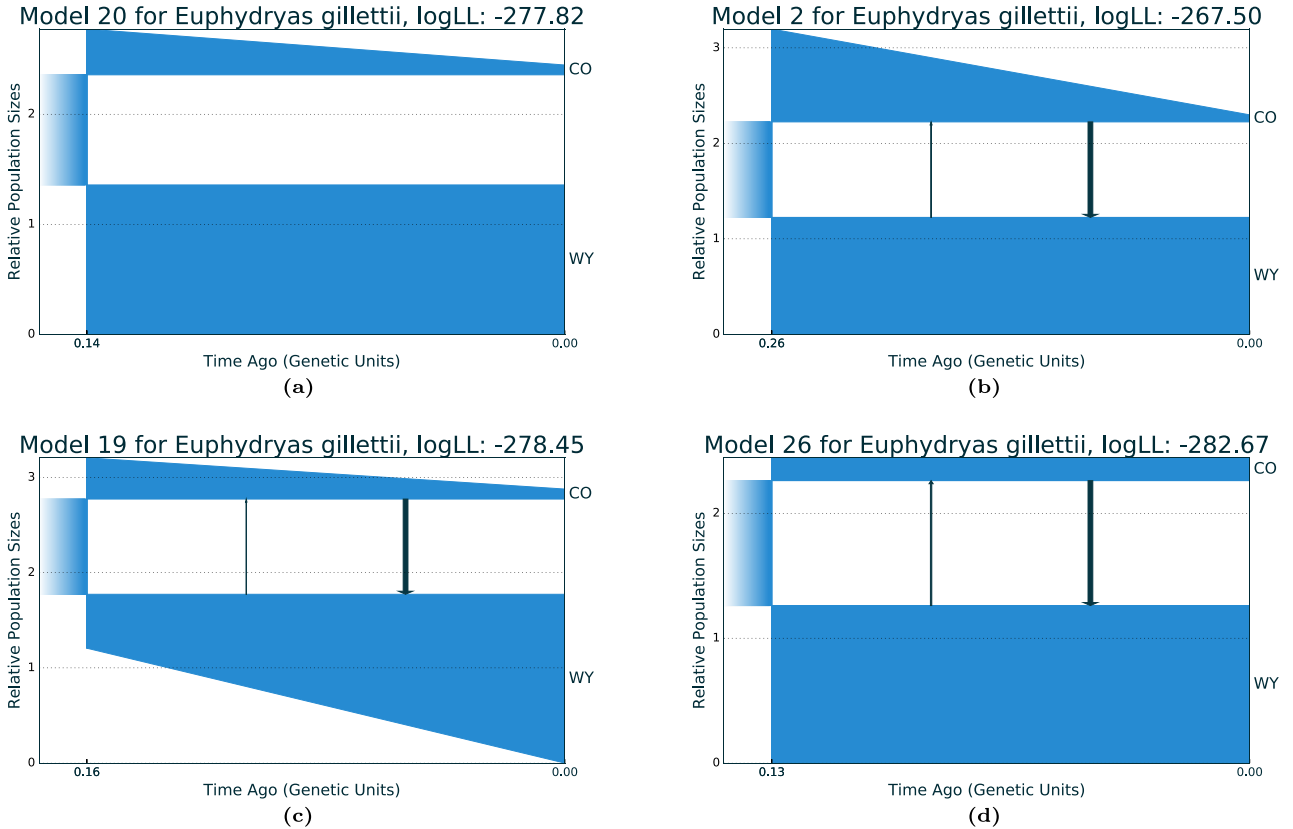 Model 20 for Euphydryas gillettii, logLL: -277.82
Relative Population Sizes
2
1
0
CO
WY
0.14
0.00
Time Ago (Genetic Units)
(a)
Model 2 for Euphydryas gillettii, logLL: -267.50
Relative Population Sizes
3
2
1
0
CO
WY
0.26
0.00
Time Ago (Genetic Units)
(b)
Model 19 for Euphydryas gillettii, logLL: -278.45
Relative Population Sizes
3
2
1
0
CO
WY
0.16
0.00
Time Ago (Genetic Units)
(c)
Model 26 for Euphydryas gillettii, logLL: -282.67
Relative Population Sizes
2
1
0
CO
WY
0.13
0.00
Time Ago (Genetic Units)
(d)